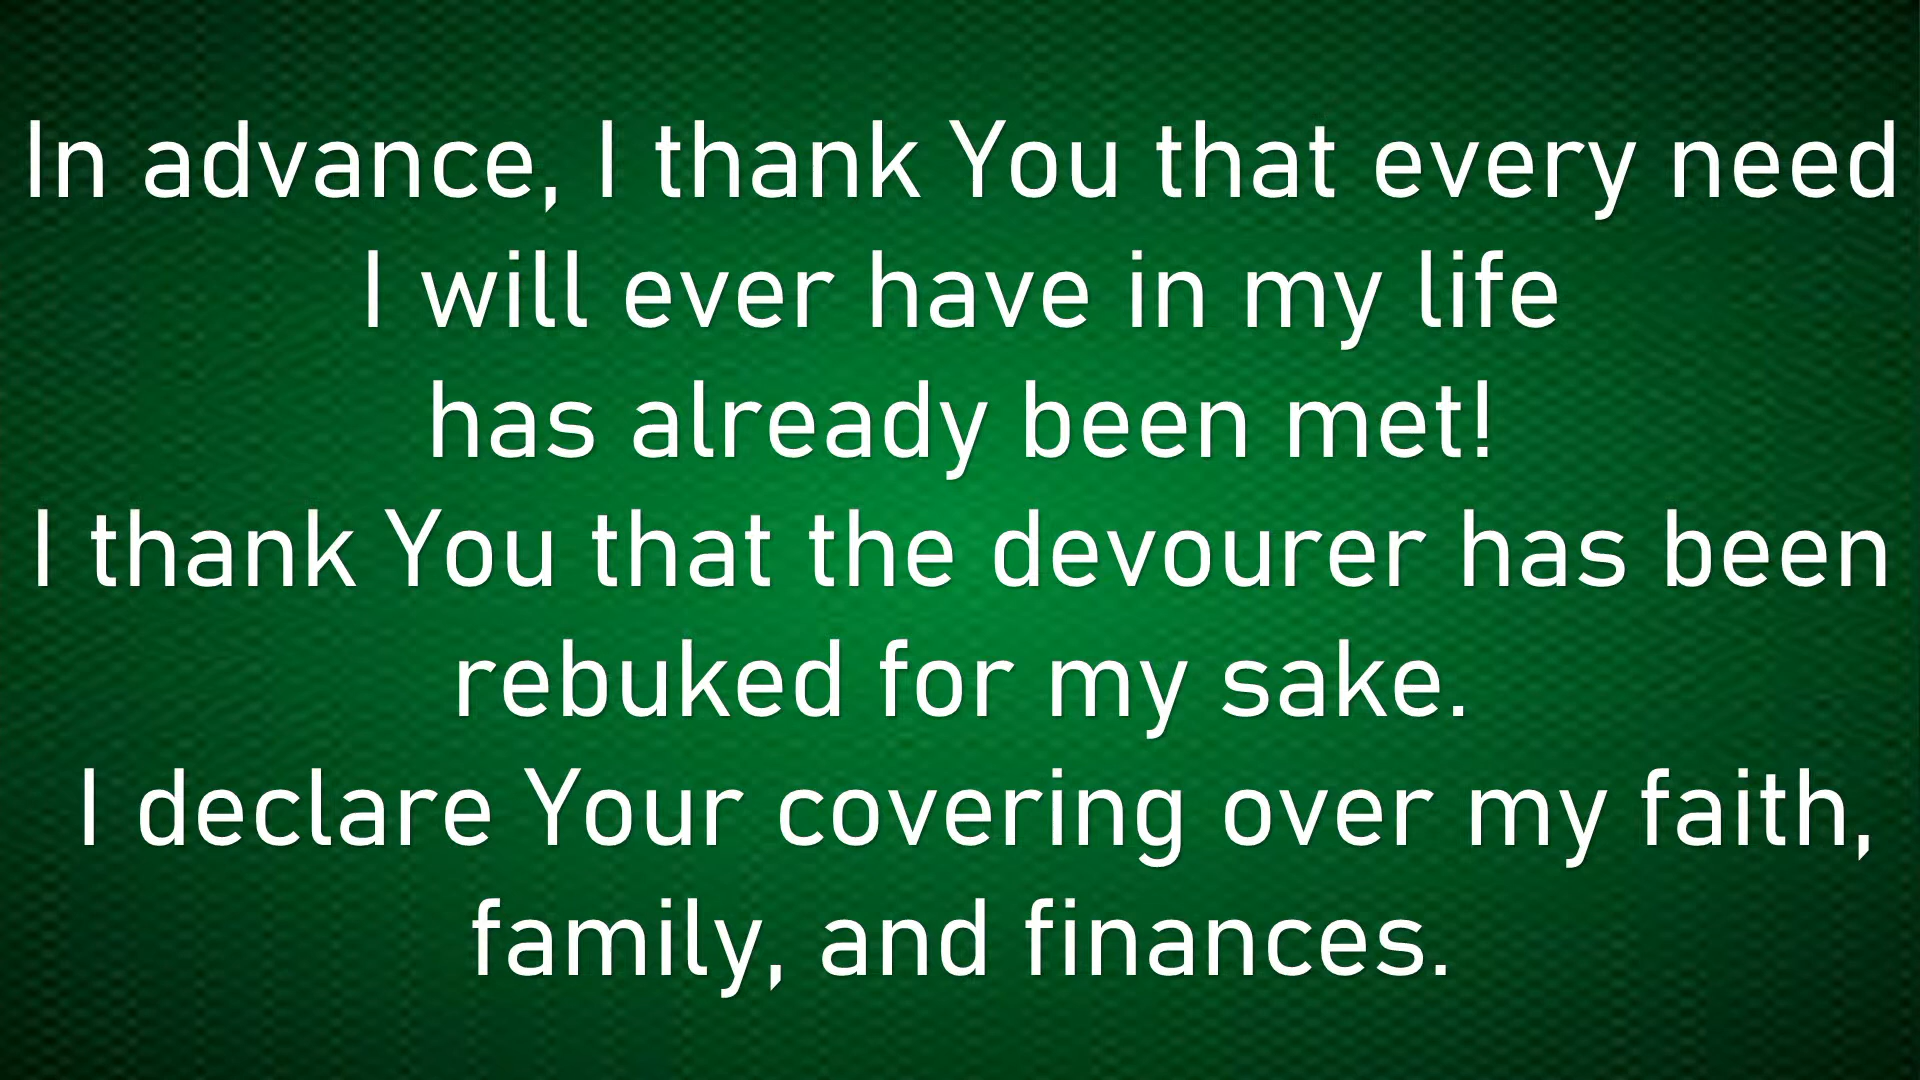 In advance, I thank You that every need
I will ever have in my life
has already been met!
I thank You that the devourer has been
rebuked for my sake.
I declare Your covering over my faith,
family, and finances.